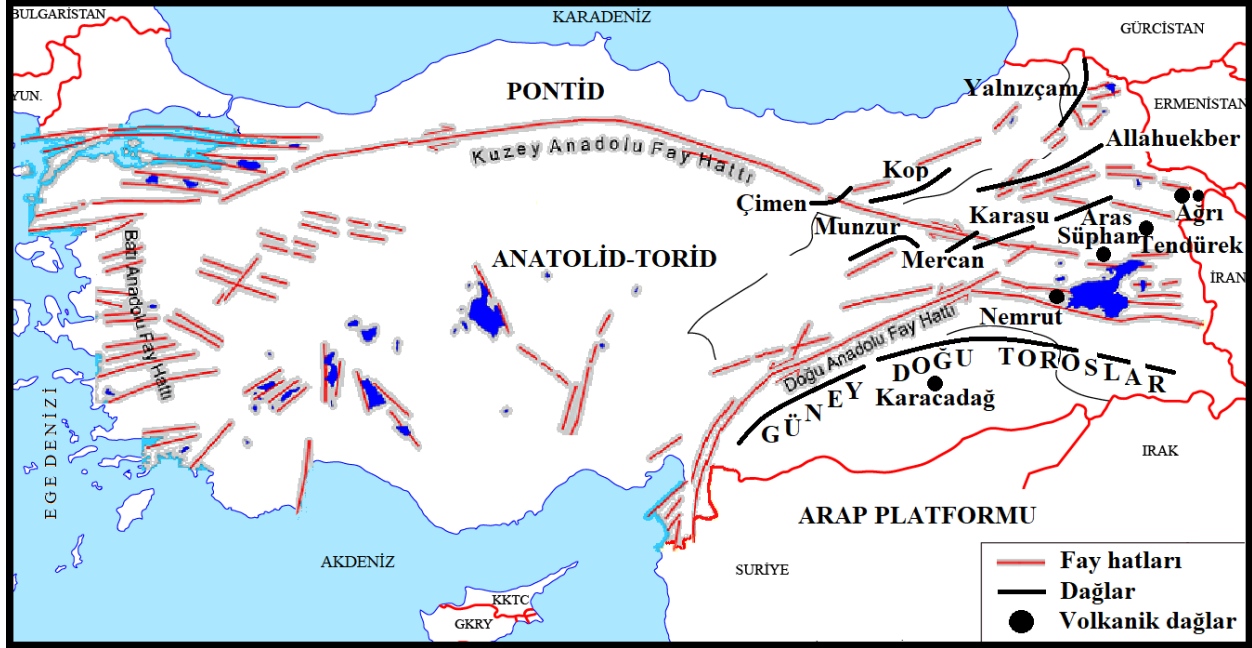 BULGARİSTAN
KARADENİZ
GÜRCİSTAN
YUN.
PONTİD
Yalnızçam
ERMENİSTAN
Kuzey Anadolu Fay Hattı
Allahuekber
Kop
Çimen
Munzur
Karasu
Aras
Ağrı
Süphan
Tendürek
Mercan
ANATOLİD-TORİD
Batı Anadolu Fay Hattı
İRAN
Nemrut
Doğu Anadolu Fay Hattı
GÜNEY DOĞU TOROSLAR
Karacadağ
EGE DENİZİ
IRAK
ARAP PLATFORMU
AKDENİZ
SURİYE
KKTC
GKRY
Fay hatları
Dağlar
Volkanik dağlar